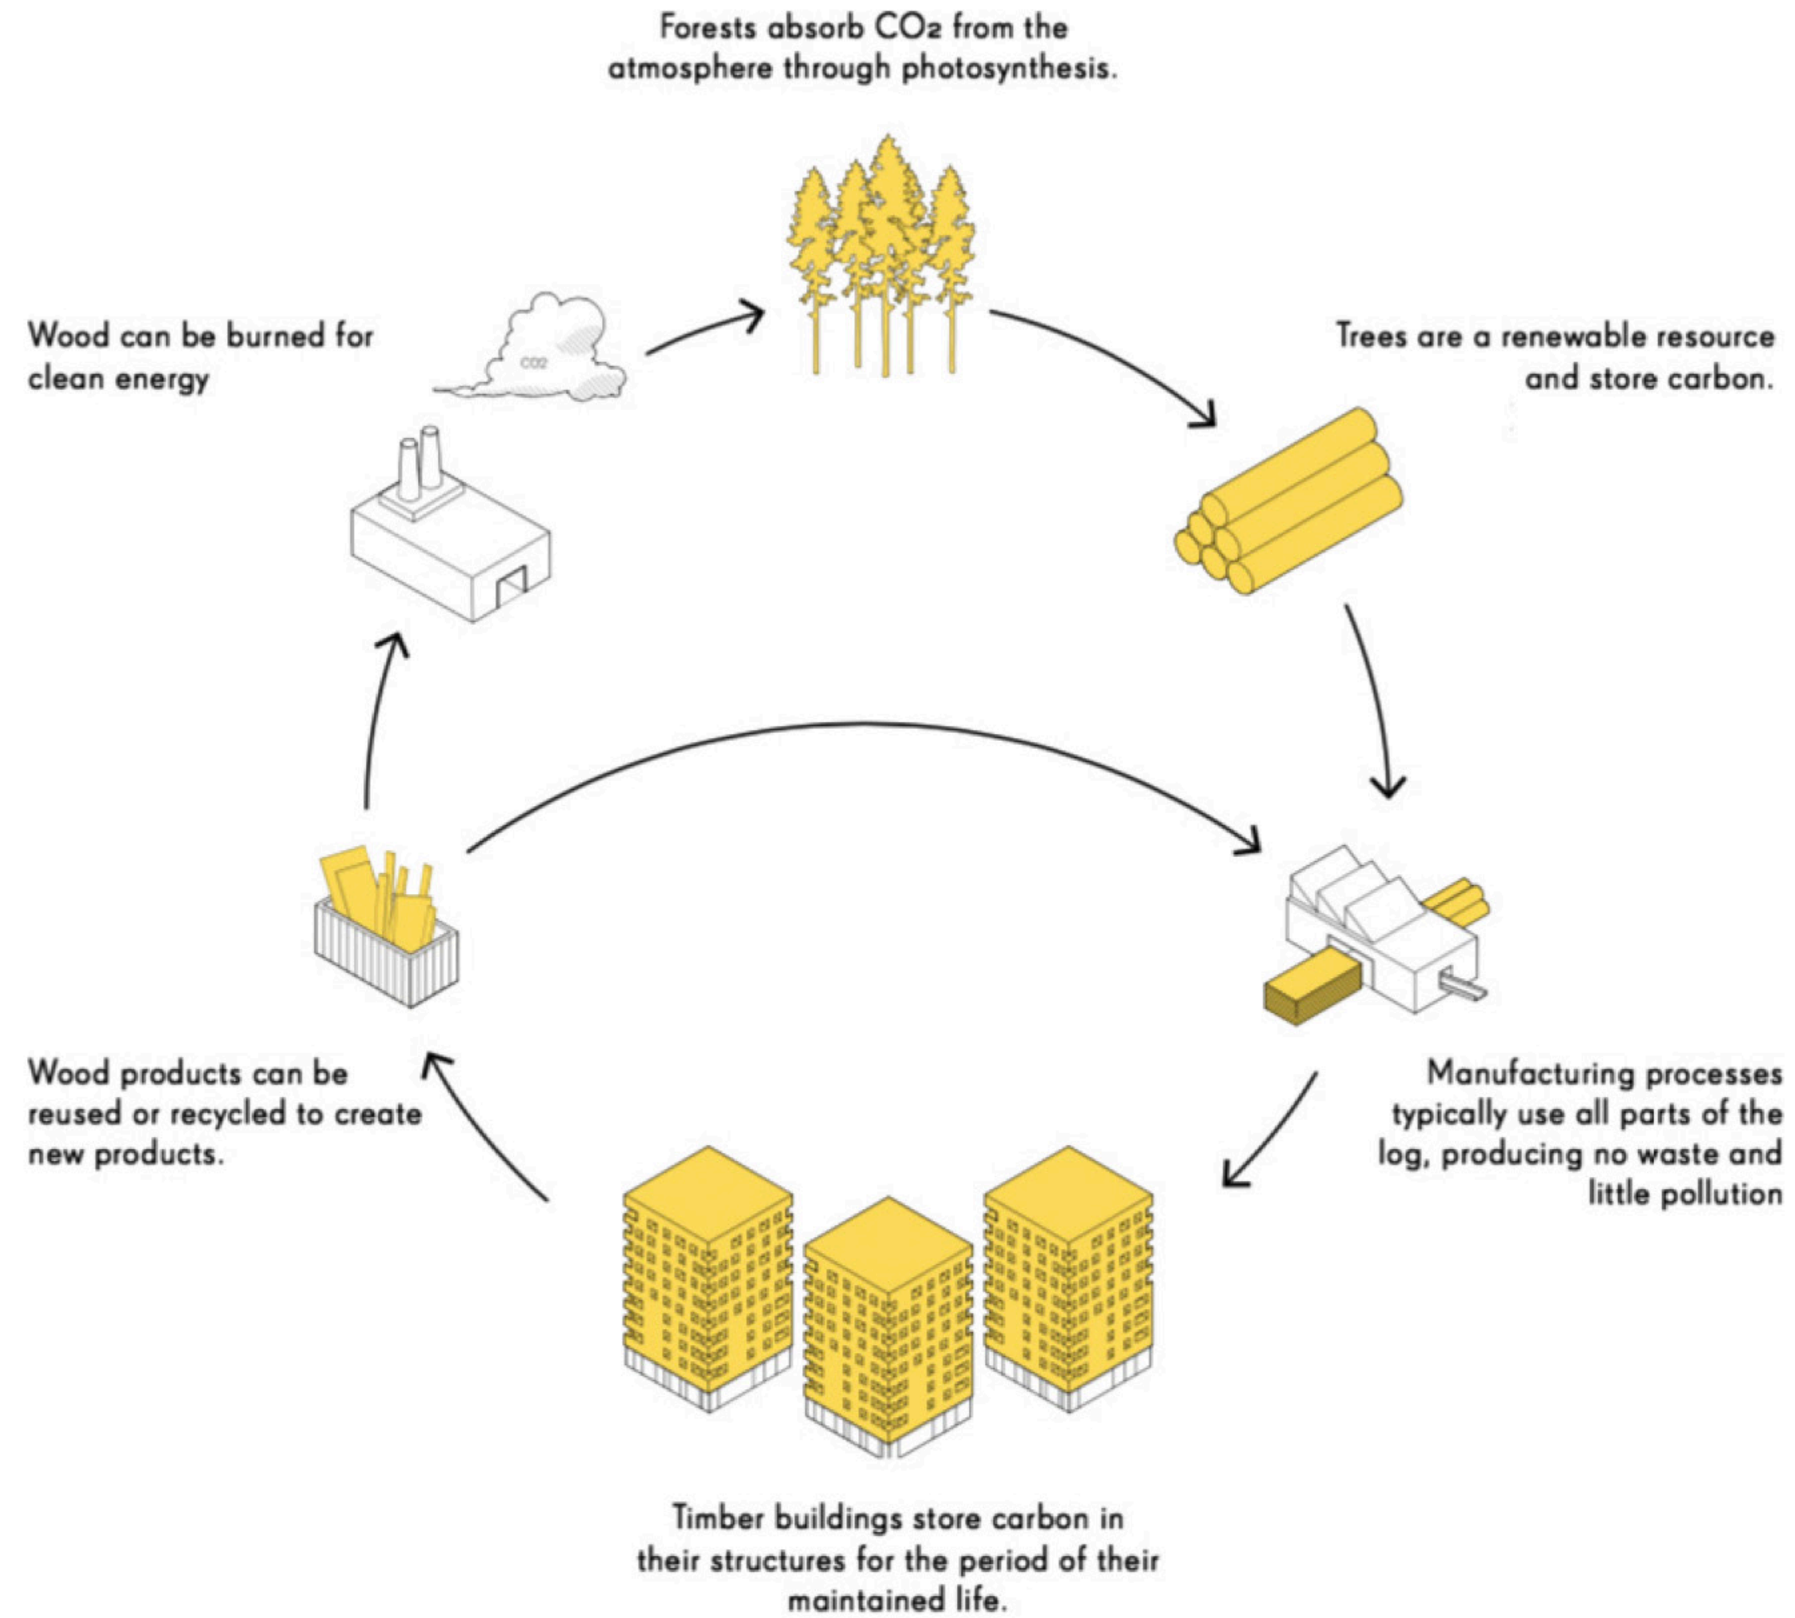 Forests absorb CO2 from the
atmosphere through photosynthesis.
Wood can be burned for
clean energy
CO2
Trees are a renewable resource
and store carbon.
Wood products can be
reused or recycled to create
new products.
Manufacturing processes
typically use all parts of the
log, producing no waste and
little pollution
Timber buildings store carbon in
their structures for the period of their
maintained life.